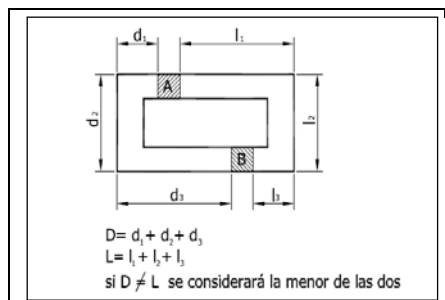 d₁ l₁
A
d₂ l₂
B
d₃ l₃
D= d₁ + d₂ + d₃
L= l₁ + l₂ + l₃
si D ≠ L se considerará la menor de las dos